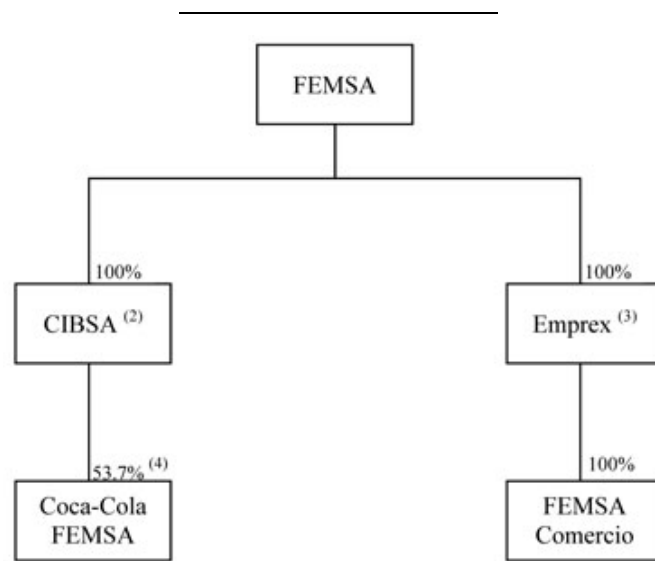 FEMSA
100%
100%
CIBSA (2)
Emprex (3)
53.7% (4)
100%
Coca-Cola
FEMSA
FEMSA
Comercio